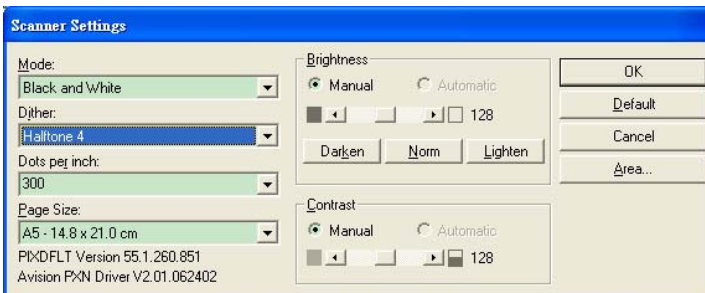 Scanner Settings
Mode:
Black and White
Dither:
Halftone 4
Dots per inch:
300
Page Size:
A5 - 14.8 x 21.0 cm
PIXDFLT Version 55.1.260.851
Avision PXN Driver V2.01.062402
Brightness
Manual
Automatic
128
Darken
Norm
Lighten
Contrast
Manual
Automatic
128
OK
Default
Cancel
Area...